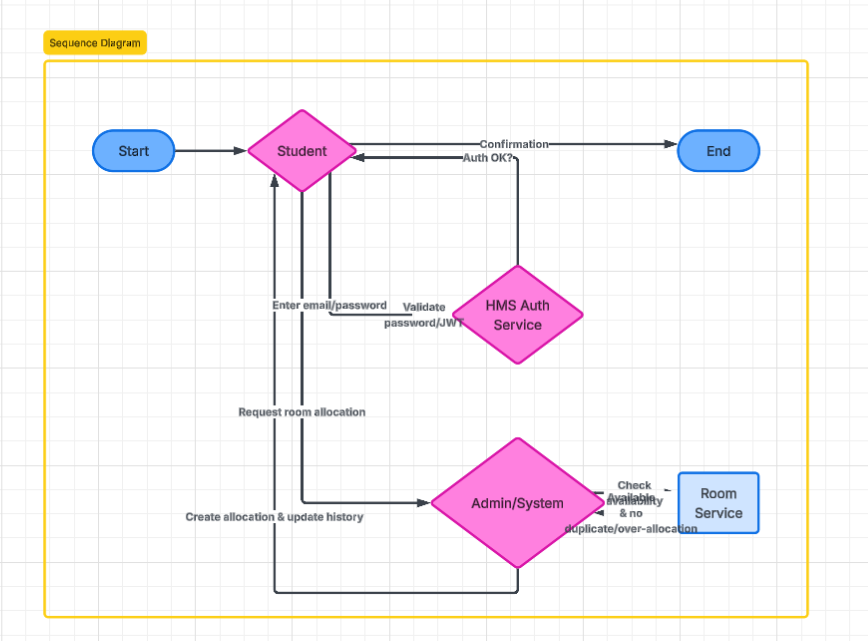 Sequence Diagram
Start
Student
Confirmation
Auth OK?
End
HMS Auth
Service
Enter email/password
Validate
password/JWT
Request room allocation
Admin/System
Check
Available
availability
& no
duplicate/over-allocation
Room
Service
Create allocation & update history